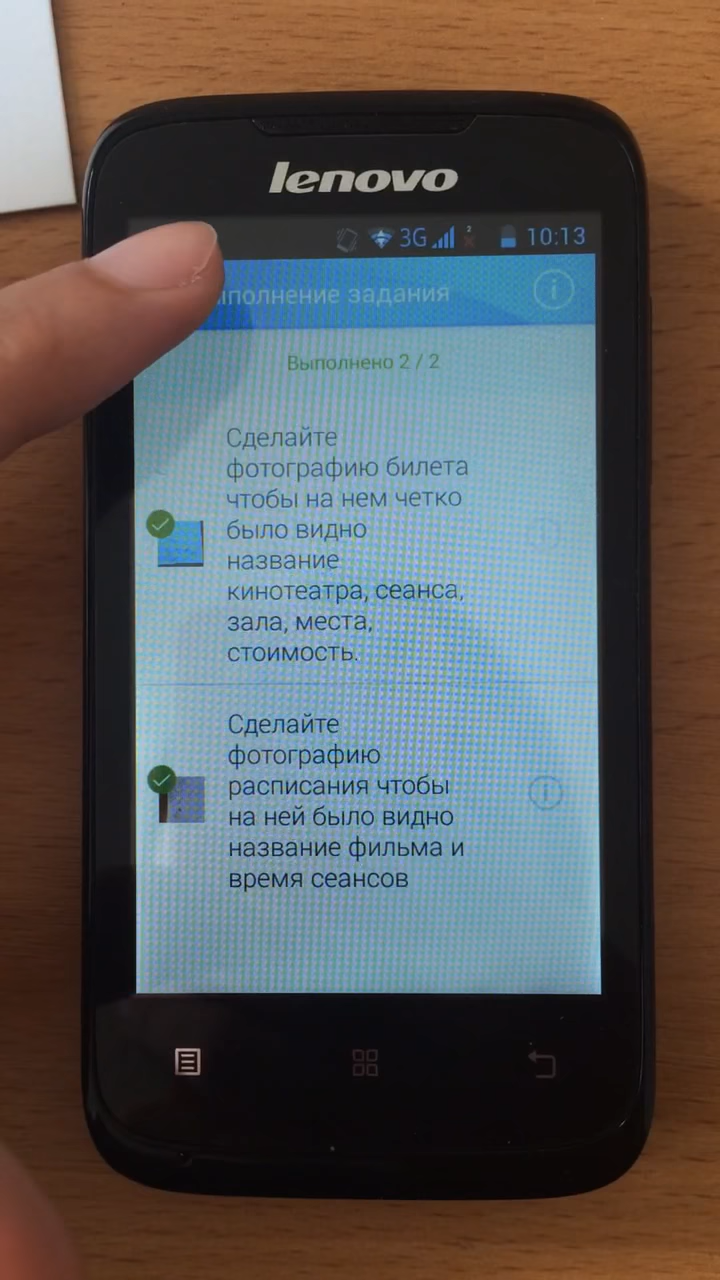 lenovo
3G 2 10:13
ыполнение задания
Выполнено 2 / 2
Сделайте
фотографию билета
чтобы на нем четко
было видно
название
кинотеатра, сеанса,
зала, места,
стоимость.
Сделайте
фотографию
расписания чтобы
на ней было видно
название фильма и
время сеансов